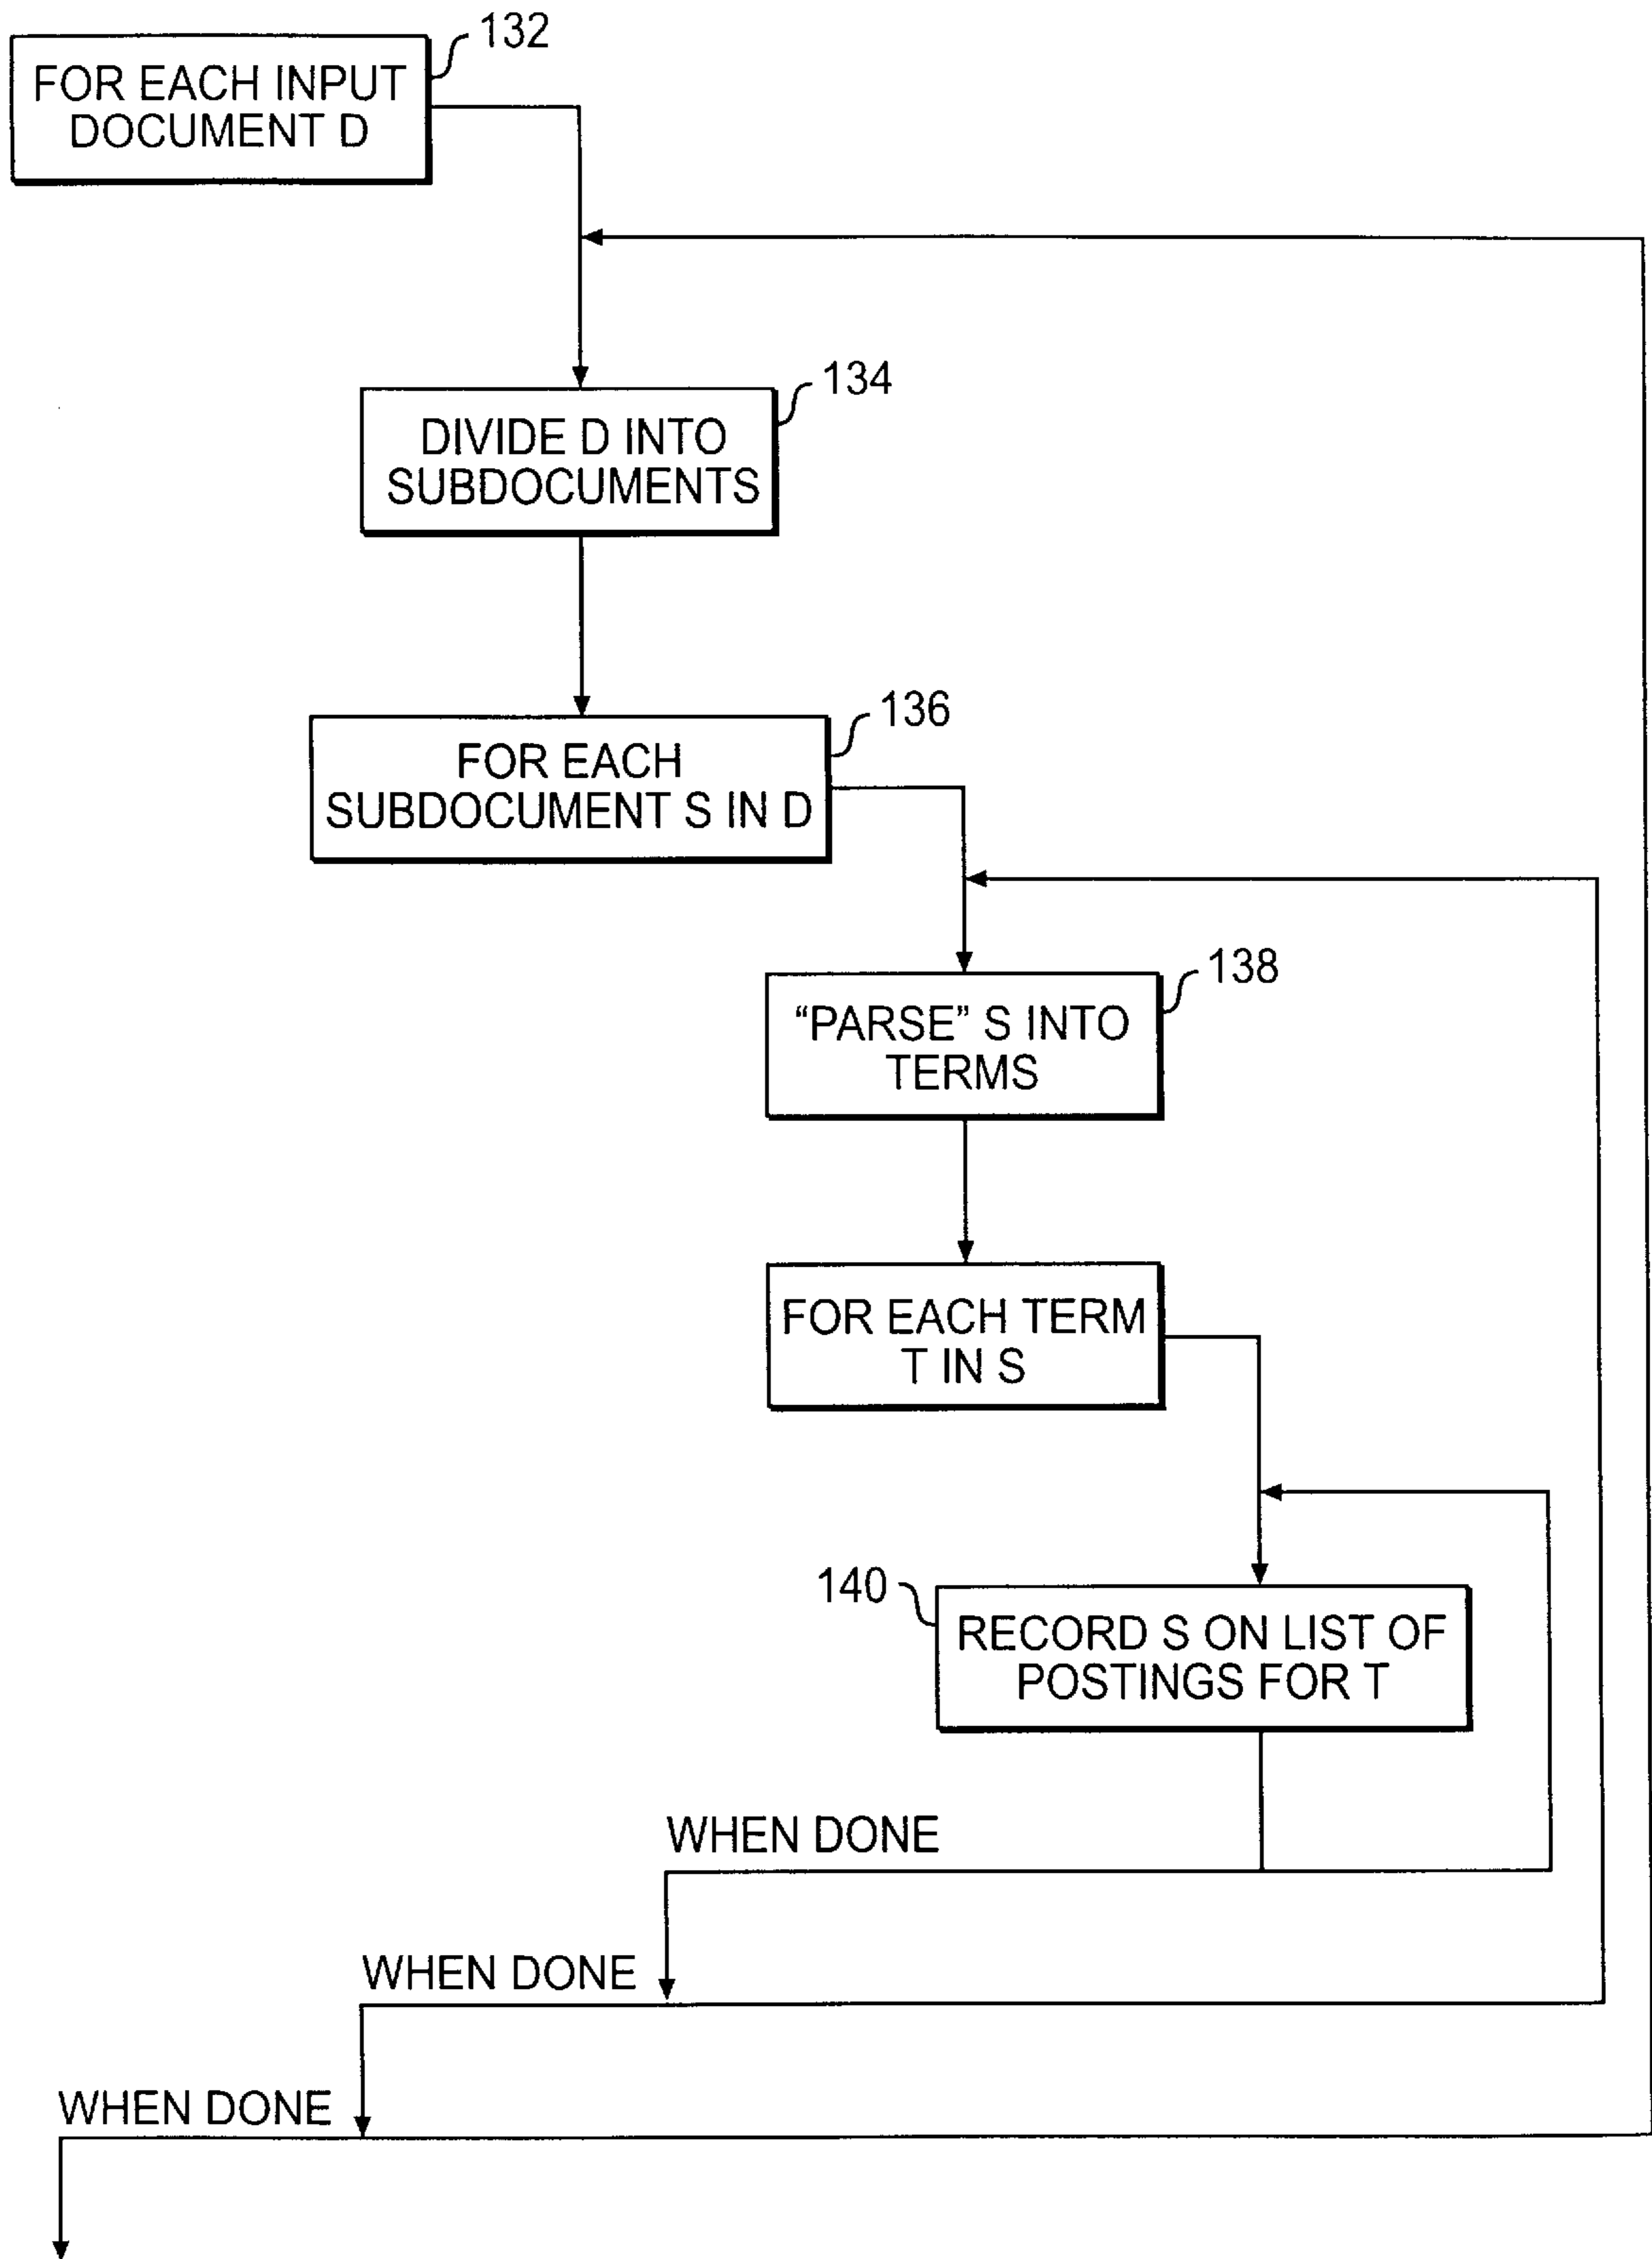 132
FOR EACH INPUT
DOCUMENT D
134
DIVIDE D INTO
SUBDOCUMENTS
136
FOR EACH
SUBDOCUMENT S IN D
138
“PARSE” S INTO
TERMS
FOR EACH TERM
T IN S
140
RECORD S ON LIST OF
POSTINGS FOR T
WHEN DONE
WHEN DONE
WHEN DONE